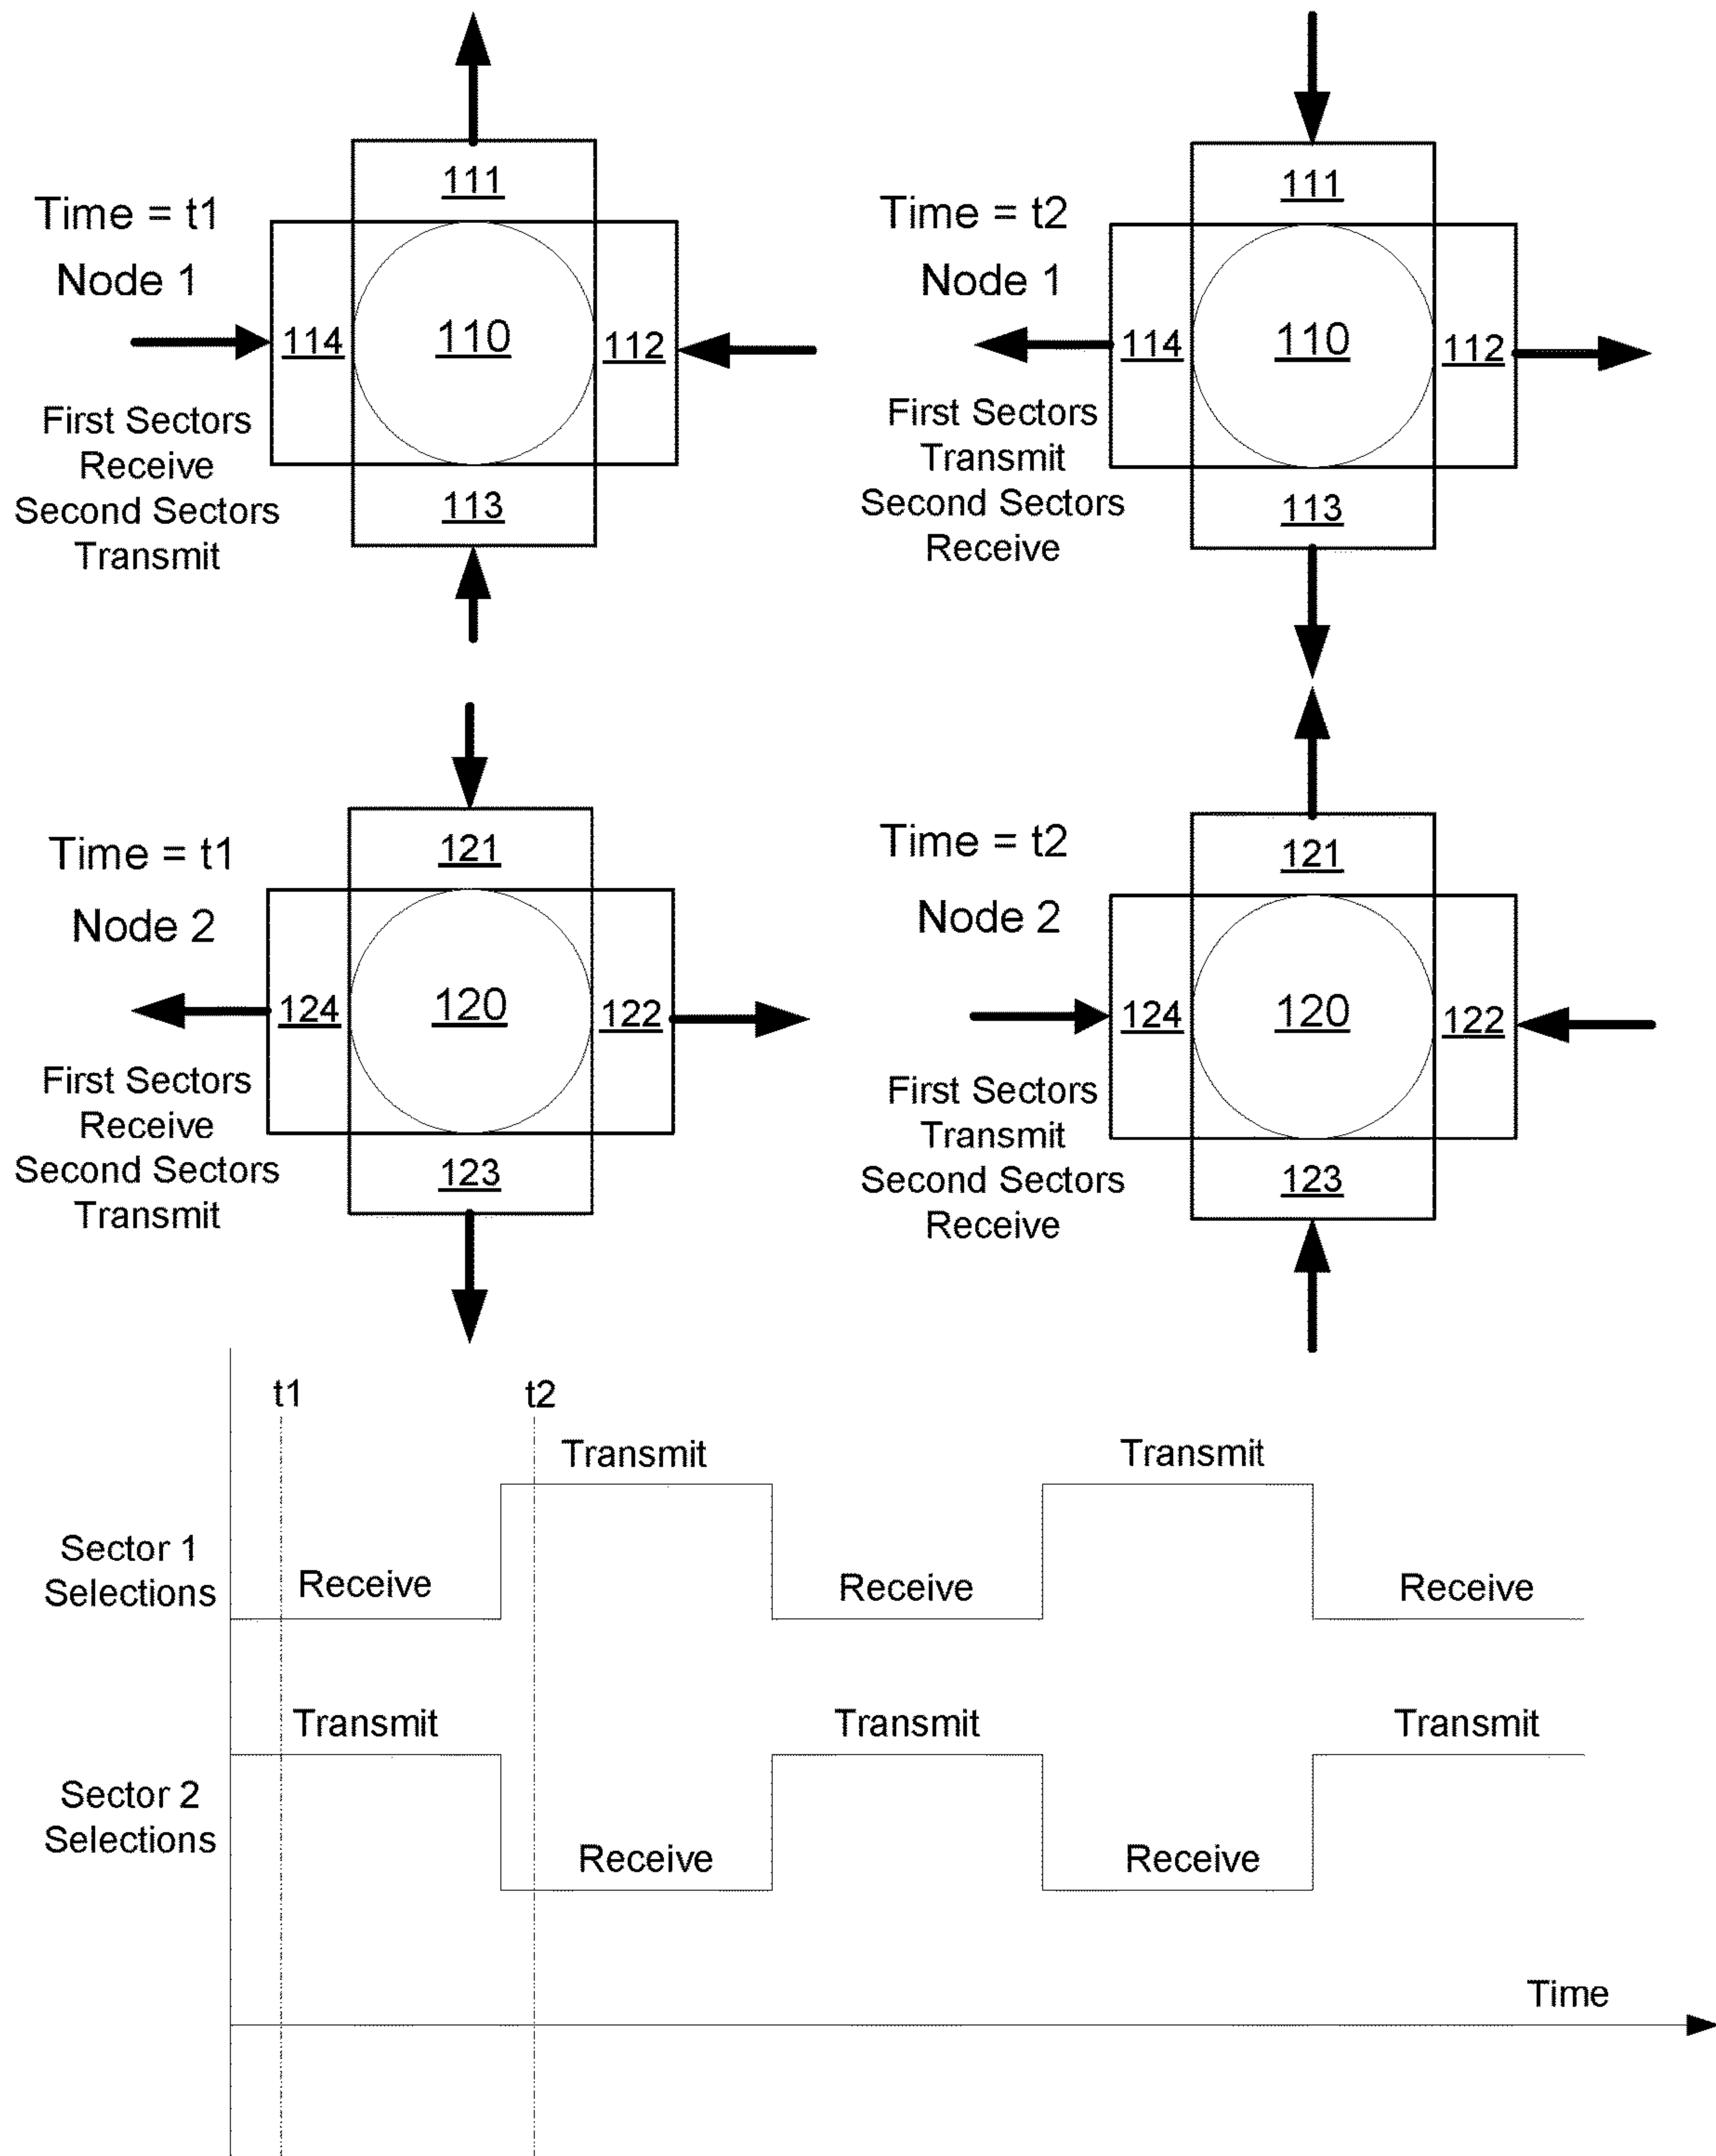 111
Time = t1
Node 1
114
110
112
First Sectors
Receive
Second Sectors
Transmit
113
111
Time = t2
Node 1
114
110
112
First Sectors
Transmit
Second Sectors
Receive
113
121
Time = t1
Node 2
124
120
122
First Sectors
Receive
Second Sectors
Transmit
123
121
Time = t2
Node 2
124
120
122
First Sectors
Transmit
Second Sectors
Receive
123
t1
t2
Transmit
Transmit
Sector 1
Selections
Receive
Receive
Receive
Transmit
Transmit
Transmit
Sector 2
Selections
Receive
Receive
Time